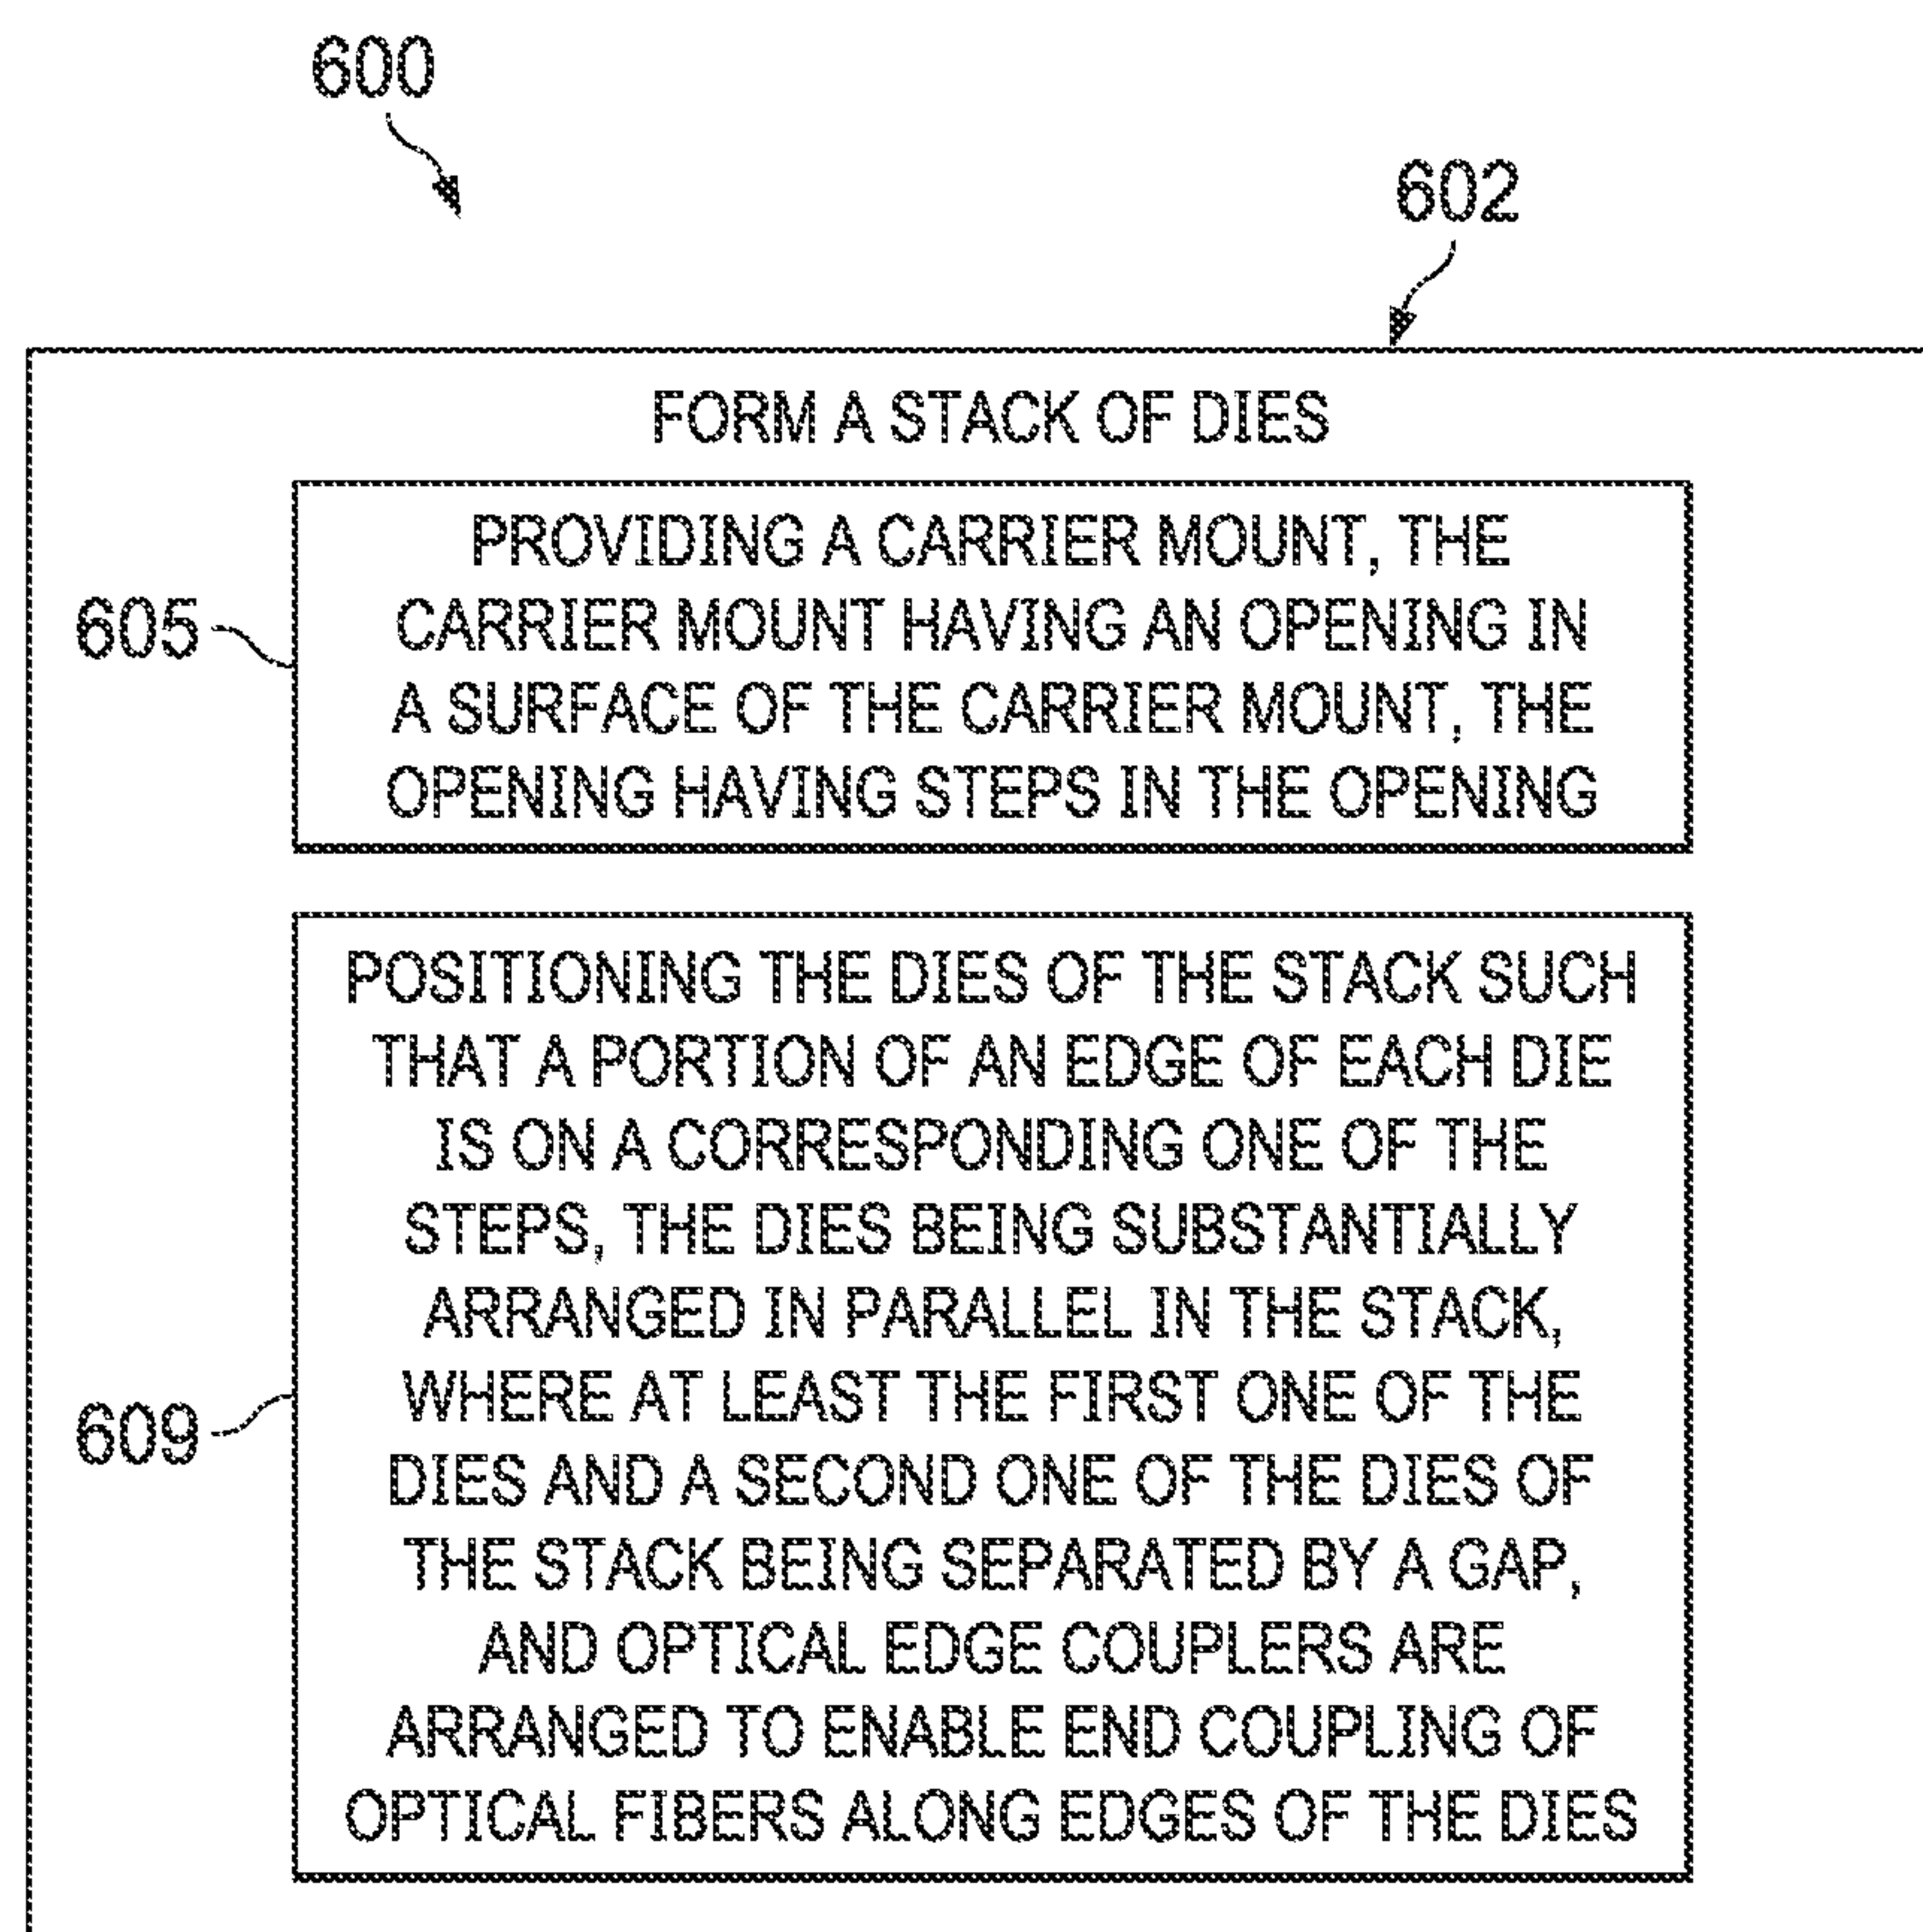 600
602
FORM A STACK OF DIES
PROVIDING A CARRIER MOUNT, THE
CARRIER MOUNT HAVING AN OPENING IN
605
A SURFACE OF THE CARRIER MOUNT, THE
OPENING HAVING STEPS IN THE OPENING
POSITIONING THE DIES OF THE STACK SUCH
THAT A PORTION OF AN EDGE OF EACH DIE
IS ON A CORRESPONDING ONE OF THE
STEPS, THE DIES BEING SUBSTANTIALLY
ARRANGED IN PARALLEL IN THE STACK,
WHERE AT LEAST THE FIRST ONE OF THE
609
DIES AND A SECOND ONE OF THE DIES OF
THE STACK BEING SEPARATED BY A GAP,
AND OPTICAL EDGE COUPLERS ARE
ARRANGED TO ENABLE END COUPLING OF
OPTICAL FIBERS ALONG EDGES OF THE DIES